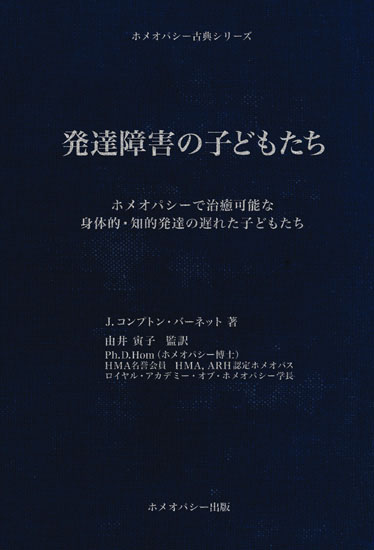 ホメオパシー古典シリーズ
発達障害の子どもたち
ホメオパシーで治癒可能な
身体的・知的発達の遅れた子どもたち
J. コンプトン・バーネット 著
由井 寅子 監訳
Ph.D.Hom（ホメオパシー博士）
HMA名誉会員 HMA, ARH認定ホメオパス
ロイヤル・アカデミー・オブ・ホメオパシー学長
ホメオパシー出版